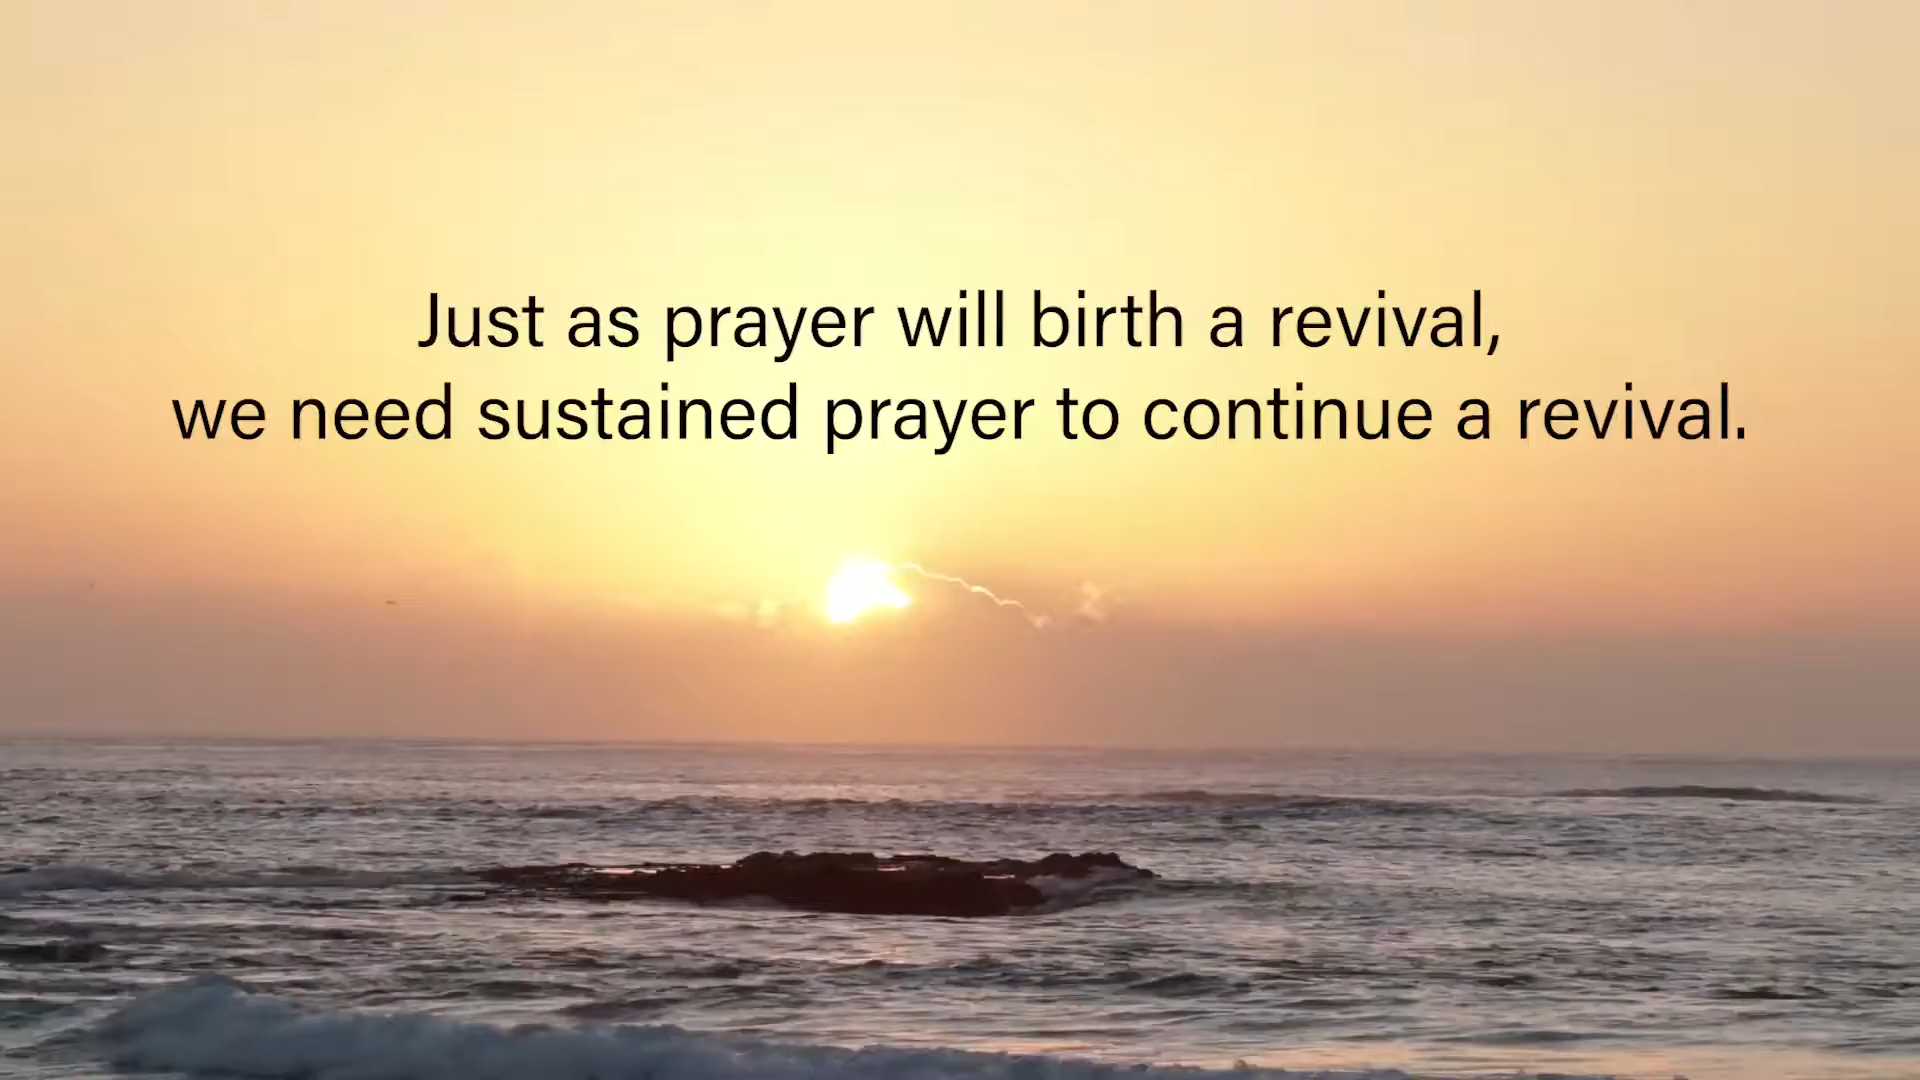 Just as prayer will birth a revival,
we need sustained prayer to continue a revival.